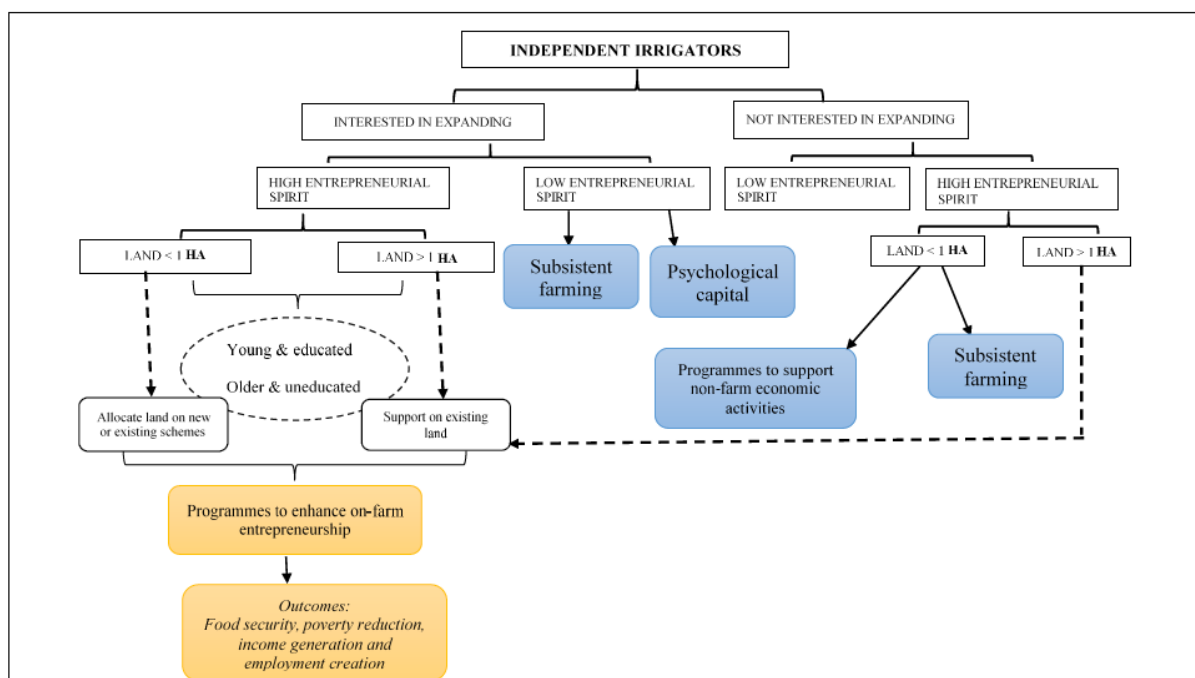 INDEPENDENT IRRIGATORS
INTERESTED IN EXPANDING
NOT INTERESTED IN EXPANDING
HIGH ENTREPRENEURIAL
SPIRIT
LOW ENTREPRENEURIAL
SPIRIT
LOW ENTREPRENEURIAL
SPIRIT
HIGH ENTREPRENEURIAL
SPIRIT
LAND < 1 HA
LAND > 1 HA
Subsistent
farming
Psychological
capital
LAND < 1 HA
LAND > 1 HA
Young & educated
Older & uneducated
Programmes to support
non-farm economic
activities
Subsistent
farming
Allocate land on new
or existing schemes
Support on existing
land
Programmes to enhance on-farm
entrepreneurship
Outcomes:
Food security, poverty reduction,
income generation and
employment creation